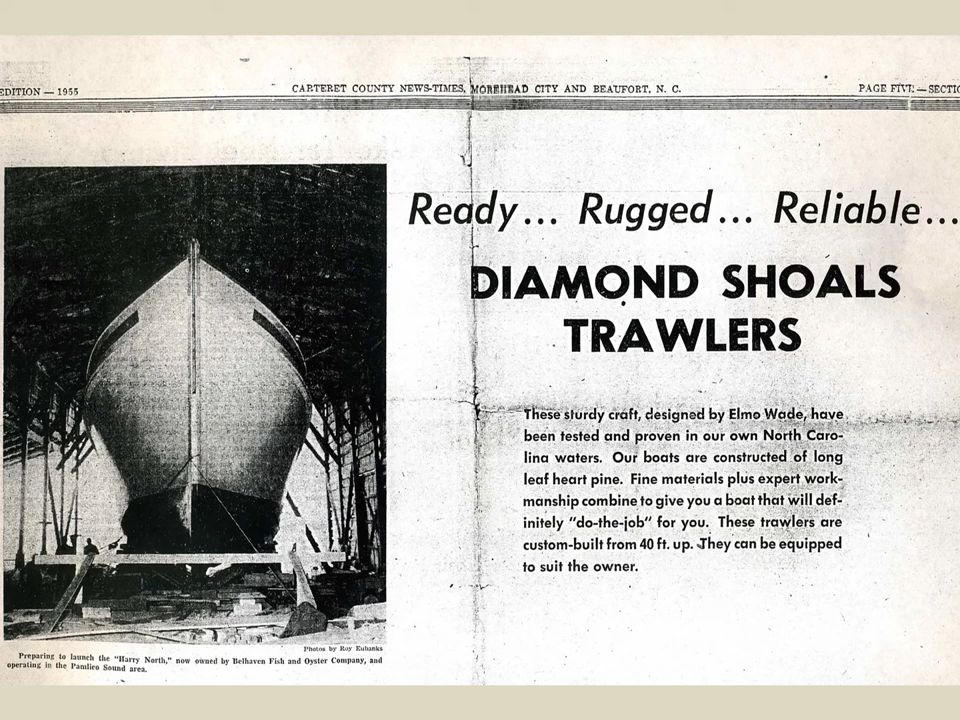 EDITION — 1955
CARTERET COUNTY NEWS-TIMES, MOREHEAD CITY AND BEAUFORT, N. C.
PAGE FIVE — SECTIO
Ready... Rugged... Reliable...
DIAMOND SHOALS
TRAWLERS
These sturdy craft, designed by Elmo Wade, have
been tested and proven in our own North Caro-
lina waters. Our boats are constructed of long
leaf heart pine. Fine materials plus expert work-
manship combine to give you a boat that will def-
initely "do-the-job" for you. These trawlers are
custom-built from 40 ft. up. They can be equipped
to suit the owner.
Photos by Roy Eubanks
Preparing to launch the "Harry North," now owned by Belhaven Fish and Oyster Company, and
operating in the Pamlico Sound area.